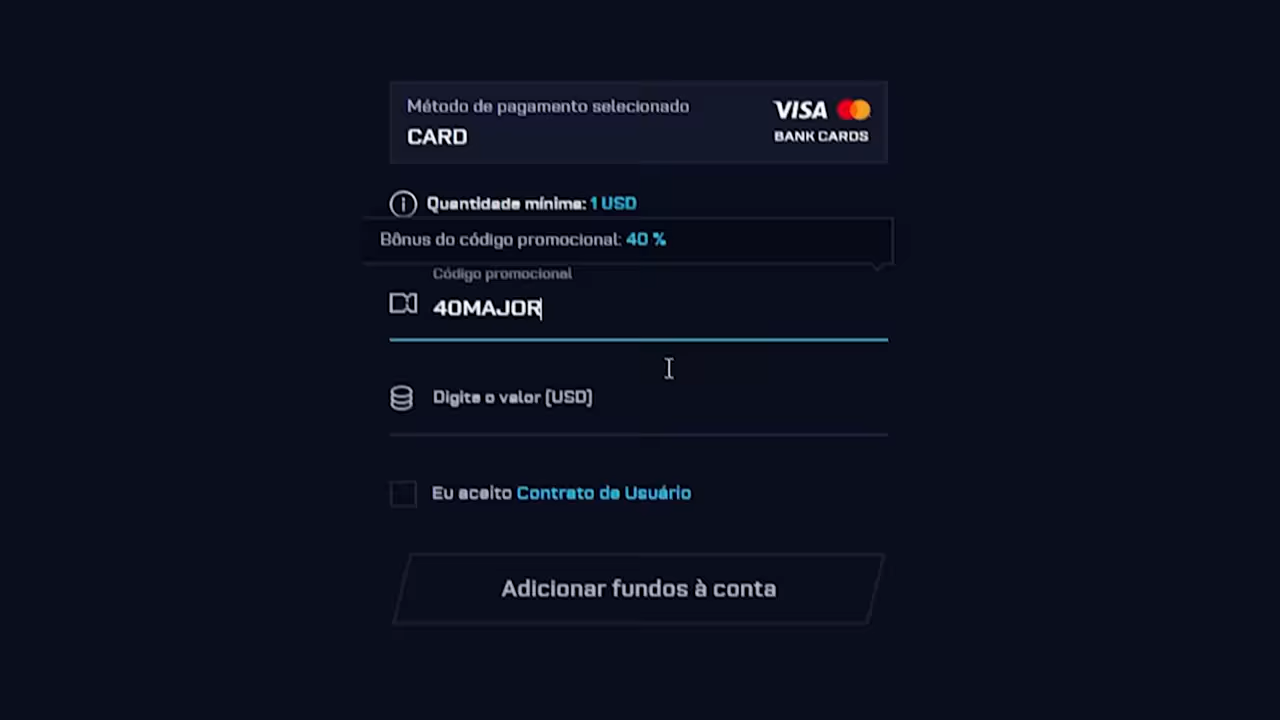 Método de pagamento selecionado
CARD
VISA
BANK CARDS
Quantidade mínima: 1 USD
Bônus do código promocional: 40 %
Código promocional
40MAJOR
Digite o valor (USD)
Eu aceito Contrato de Usuário
Adicionar fundos à conta